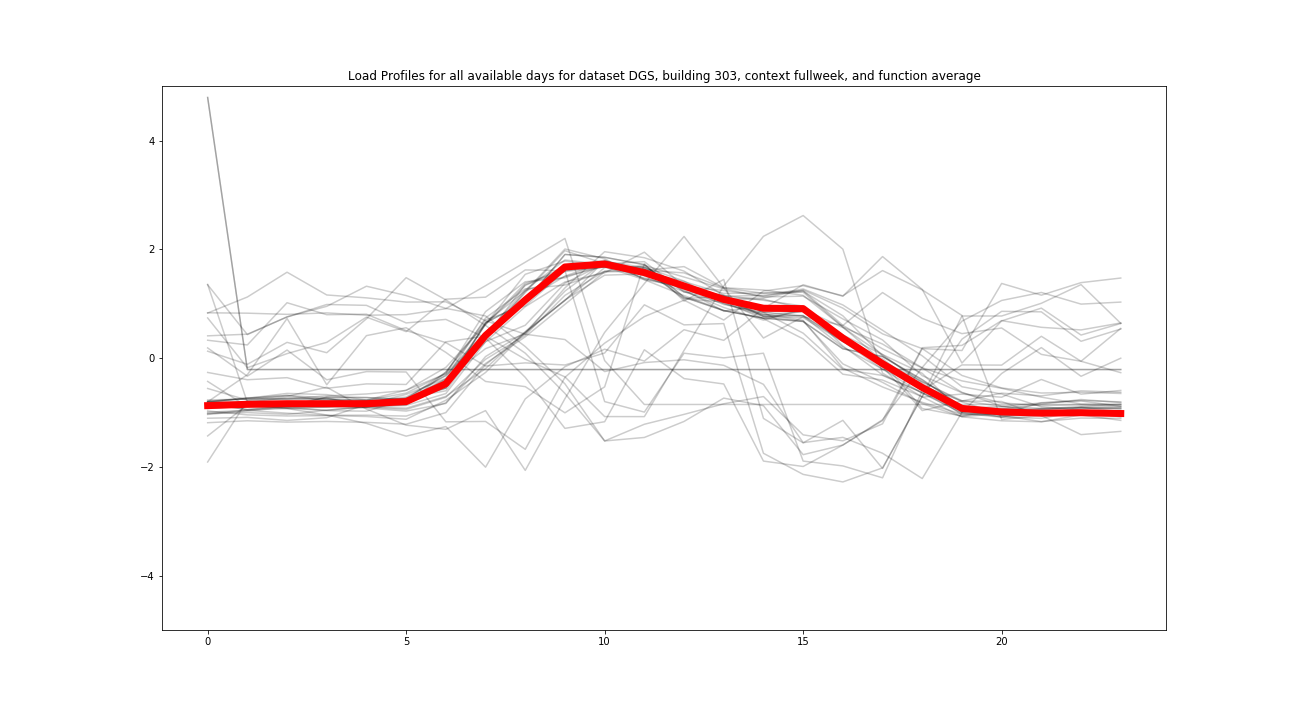 Load Profiles for all available days for dataset DGS, building 303, context fullweek, and function average
4
2
0
−2
−4
0 5 10 15 20